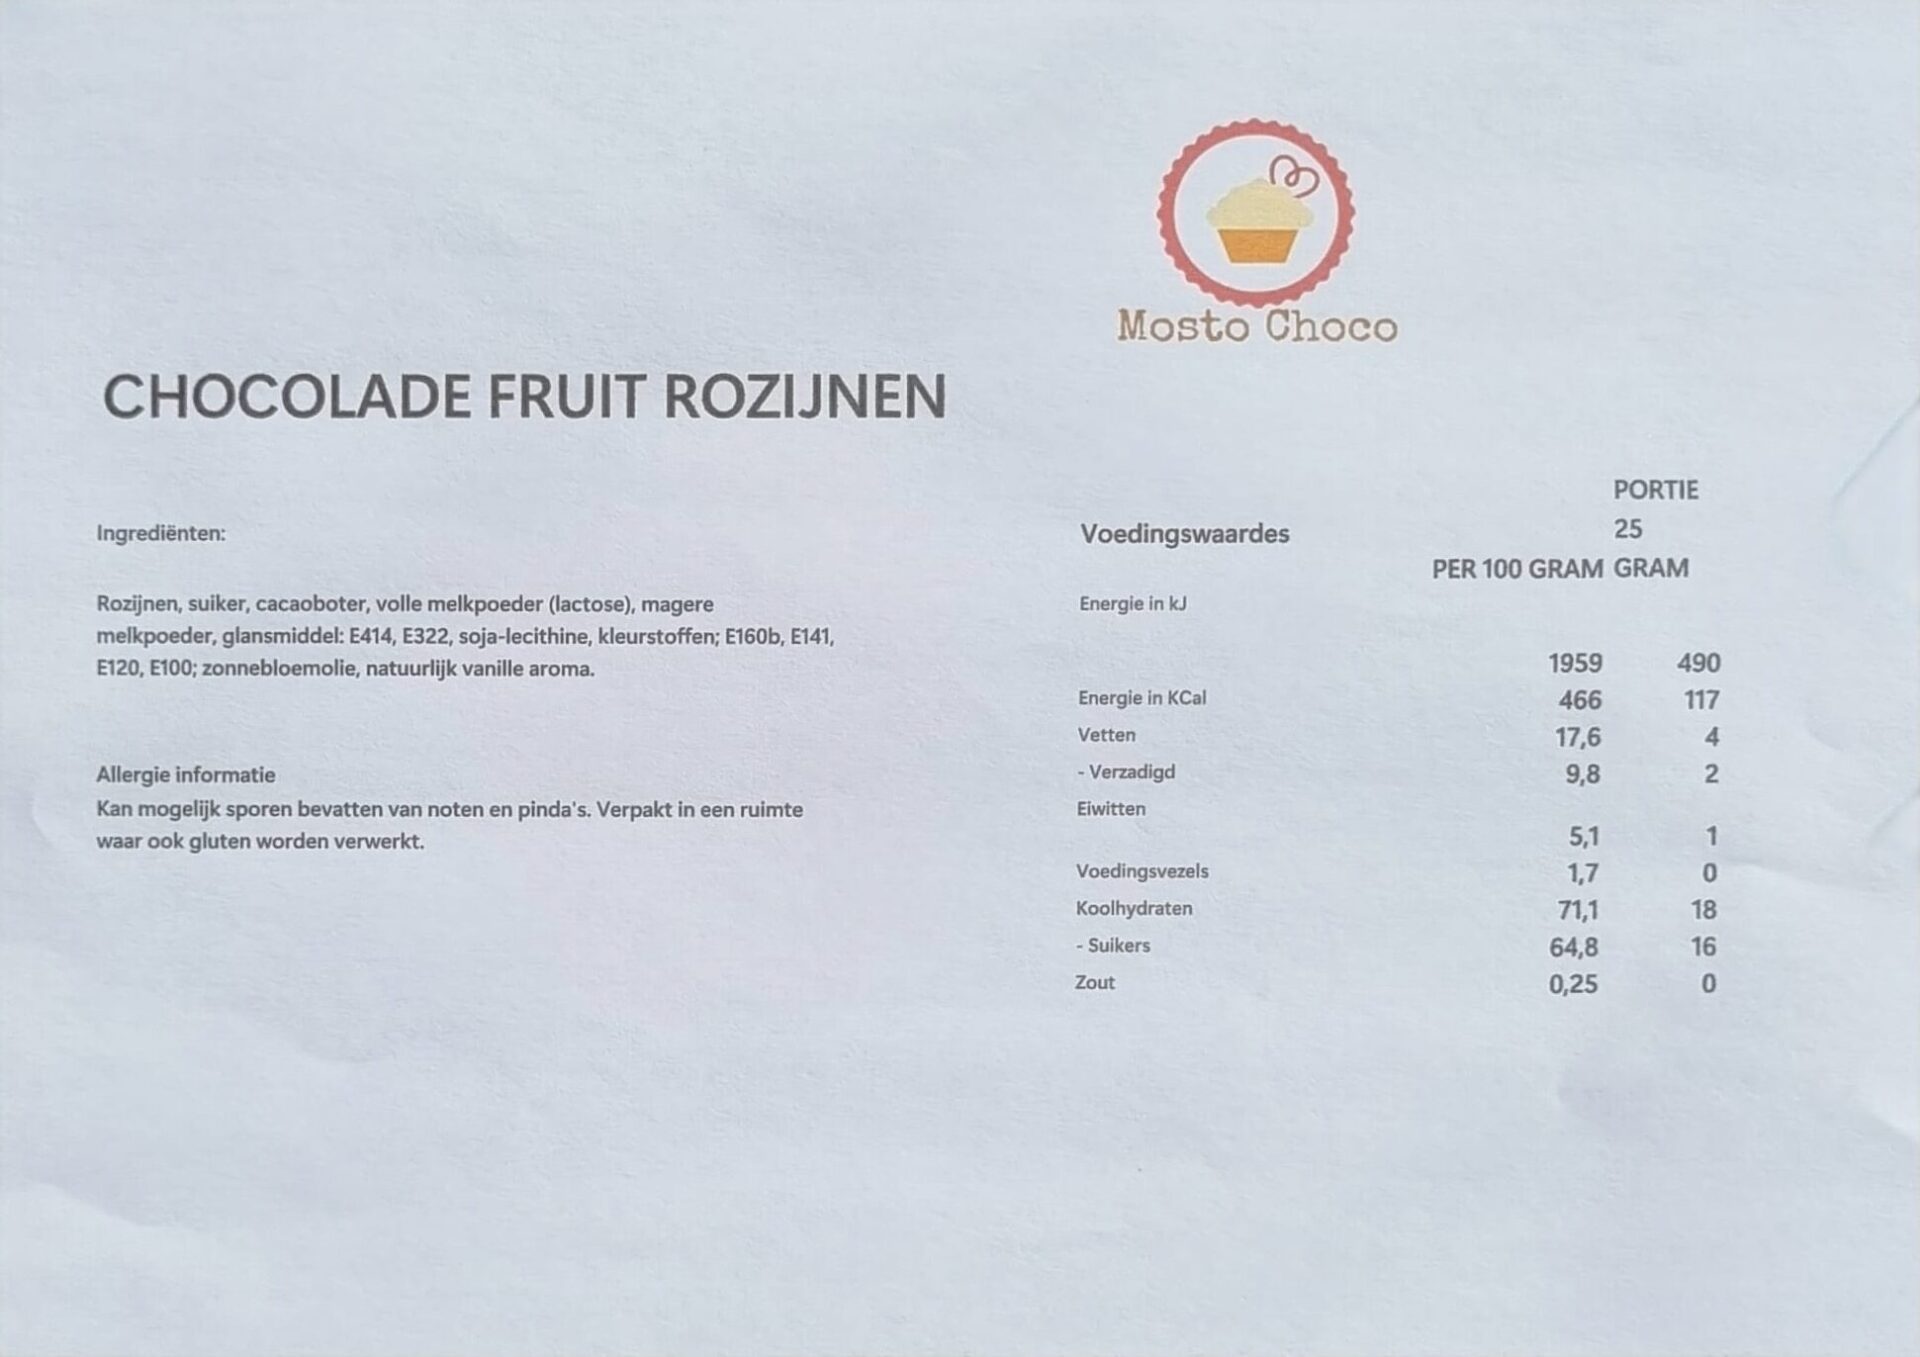 Mosto Choco
CHOCOLADE FRUIT ROZIJNEN
Ingrediënten:
Rozijnen, suiker, cacaoboter, volle melkpoeder (lactose), magere
melkpoeder, glansmiddel: E414, E322, soja-lecithine, kleurstoffen; E160b, E141,
E120, E100; zonnebloemolie, natuurlijk vanille aroma.
Allergie informatie
Kan mogelijk sporen bevatten van noten en pinda's. Verpakt in een ruimte
waar ook gluten worden verwerkt.
PORTIE
Voedingswaardes 25
PER 100 GRAM GRAM
Energie in kJ
1959 490
Energie in KCal 466 117
Vetten 17,6 4
- Verzadigd 9,8 2
Eiwitten
5,1 1
Voedingsvezels 1,7 0
Koolhydraten 71,1 18
- Suikers 64,8 16
Zout 0,25 0